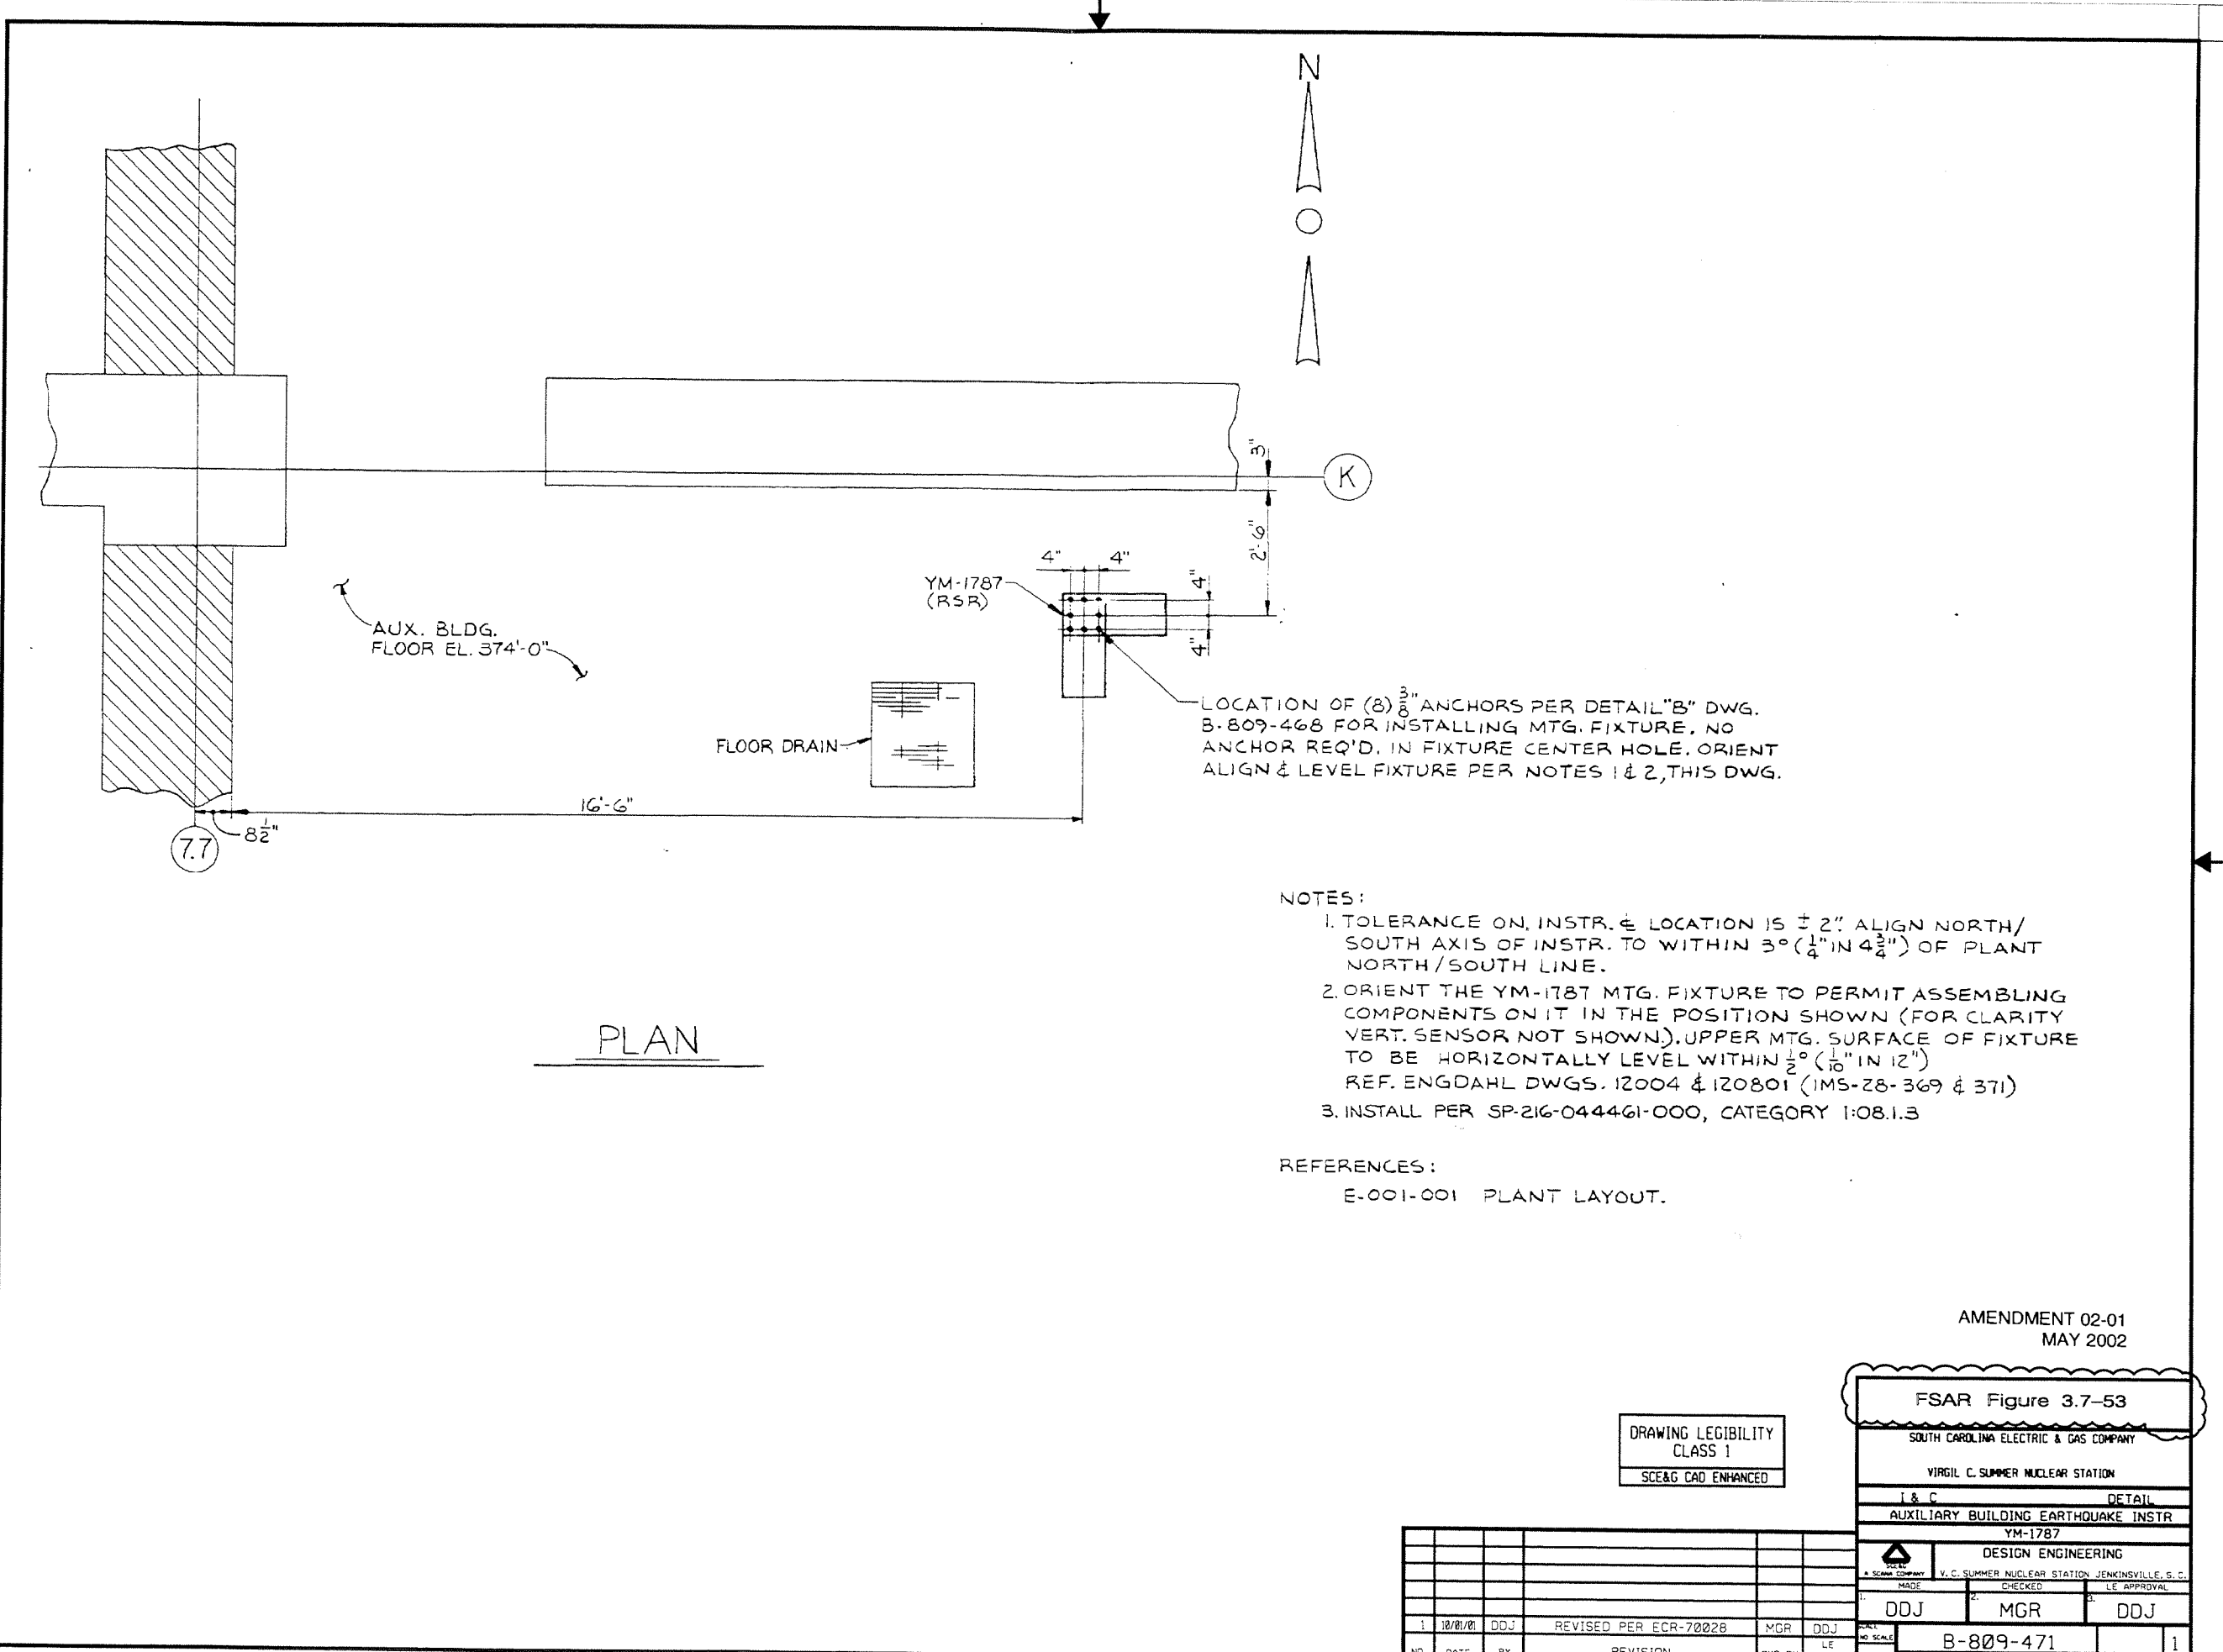 N
3"
K
2'-6"
4" 4"
4"
YM-1787
(RSR)
4"
AUX. BLDG.
FLOOR EL. 374'-0"
LOCATION OF (8) 3/8" ANCHORS PER DETAIL "B" DWG.
B-809-468 FOR INSTALLING MTG. FIXTURE. NO
ANCHOR REQ'D. IN FIXTURE CENTER HOLE. ORIENT
ALIGN & LEVEL FIXTURE PER NOTES 1 & 2, THIS DWG.
FLOOR DRAIN
16'-6"
8 1/2"
7.7
NOTES:
1. TOLERANCE ON, INSTR. ℄ LOCATION IS ± 2". ALIGN NORTH/
SOUTH AXIS OF INSTR. TO WITHIN 3° (1/4" IN 4 3/4") OF PLANT
NORTH/SOUTH LINE.
2. ORIENT THE YM-1787 MTG. FIXTURE TO PERMIT ASSEMBLING
COMPONENTS ON IT IN THE POSITION SHOWN (FOR CLARITY
VERT. SENSOR NOT SHOWN.). UPPER MTG. SURFACE OF FIXTURE
TO BE HORIZONTALLY LEVEL WITHIN 1/2° (1/10" IN 12")
REF. ENGDAHL DWGS. 12004 & 120801 (IMS-28-369 & 371)
3. INSTALL PER SP-216-044461-000, CATEGORY 1:08.1.3
PLAN
REFERENCES:
E-001-001 PLANT LAYOUT.
AMENDMENT 02-01
MAY 2002
FSAR Figure 3.7-53
DRAWING LEGIBILITY
CLASS 1
SCE&G CAD ENHANCED
SOUTH CAROLINA ELECTRIC & GAS COMPANY
VIRGIL C. SUMMER NUCLEAR STATION
I & C DETAIL
AUXILIARY BUILDING EARTHQUAKE INSTR
YM-1787
SCE&G
A SCANA COMPANY
DESIGN ENGINEERING
V. C. SUMMER NUCLEAR STATION JENKINSVILLE, S. C.
MADE CHECKED LE APPROVAL
1. DDJ 2. MGR 3. DDJ
1 10/01/01 DDJ REVISED PER ECR-70028 MGR DDJ
SCALE
NO SCALE
B-809-471 1
LE